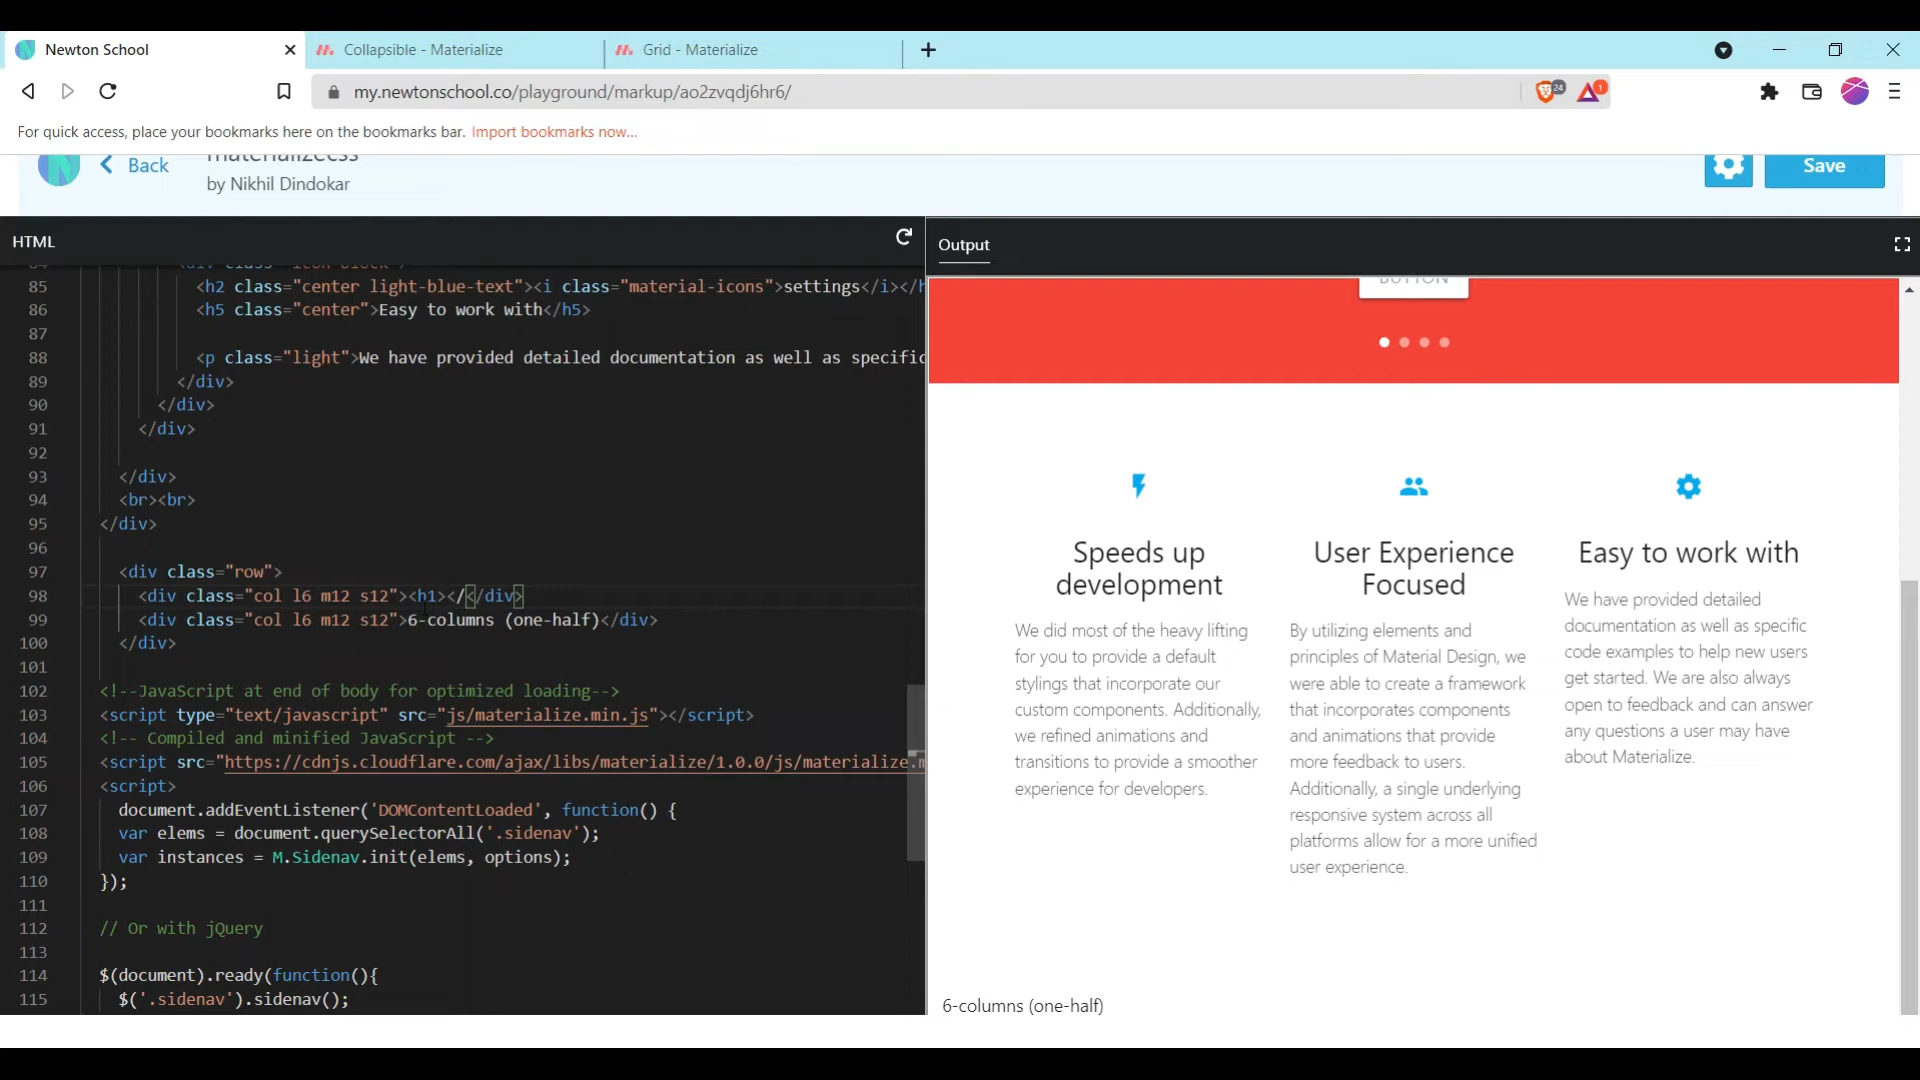 Newton School
Collapsible - Materialize
Grid - Materialize
my.newtonschool.co/playground/markup/ao2zvqdj6hr6/
24
1
For quick access, place your bookmarks here on the bookmarks bar. Import bookmarks now...
materializecss
Back
by Nikhil Dindokar
Save
HTML
Output
84 <div class="icon-block">
85 <h2 class="center light-blue-text"><i class="material-icons">settings</i></h
86 <h5 class="center">Easy to work with</h5>
87
88 <p class="light">We have provided detailed documentation as well as specific
89 </div>
90 </div>
91 </div>
92
93 </div>
94 <br><br>
95 </div>
96
97 <div class="row">
98 <div class="col l6 m12 s12"><h1></</div>
99 <div class="col l6 m12 s12">6-columns (one-half)</div>
100 </div>
101
102 <!--JavaScript at end of body for optimized loading-->
103 <script type="text/javascript" src="js/materialize.min.js"></script>
104 <!-- Compiled and minified JavaScript -->
105 <script src="https://cdnjs.cloudflare.com/ajax/libs/materialize/1.0.0/js/materialize.m
106 <script>
107 document.addEventListener('DOMContentLoaded', function() {
108 var elems = document.querySelectorAll('.sidenav');
109 var instances = M.Sidenav.init(elems, options);
110 });
111
112 // Or with jQuery
113
114 $(document).ready(function(){
115 $('.sidenav').sidenav();
BUTTON
Speeds up
development
We did most of the heavy lifting
for you to provide a default
stylings that incorporate our
custom components. Additionally,
we refined animations and
transitions to provide a smoother
experience for developers.
User Experience
Focused
By utilizing elements and
principles of Material Design, we
were able to create a framework
that incorporates components
and animations that provide
more feedback to users.
Additionally, a single underlying
responsive system across all
platforms allow for a more unified
user experience.
Easy to work with
We have provided detailed
documentation as well as specific
code examples to help new users
get started. We are also always
open to feedback and can answer
any questions a user may have
about Materialize.
6-columns (one-half)